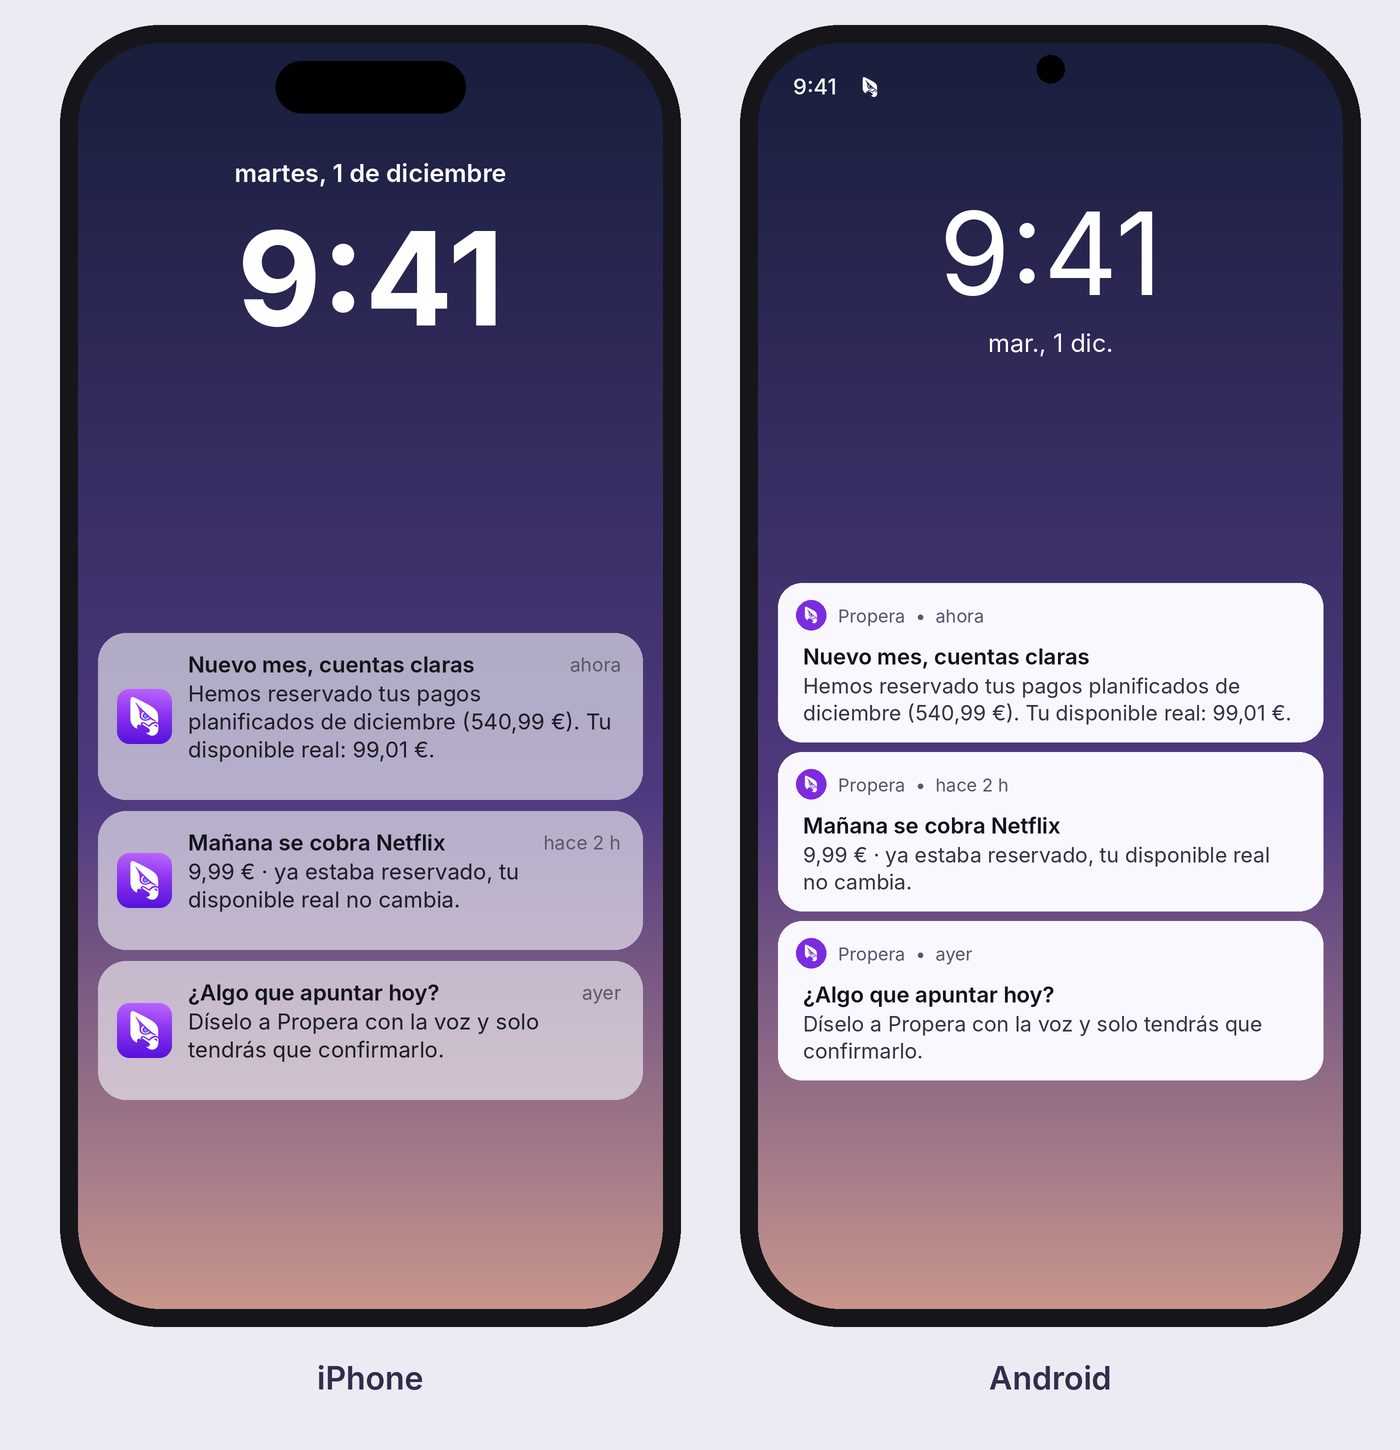 martes, 1 de diciembre
9:41
Nuevo mes, cuentas claras
ahora
Hemos reservado tus pagos
planificados de diciembre (540,99 €). Tu
disponible real: 99,01 €.
Mañana se cobra Netflix
hace 2 h
9,99 € · ya estaba reservado, tu
disponible real no cambia.
¿Algo que apuntar hoy?
ayer
Díselo a Propera con la voz y solo
tendrás que confirmarlo.
iPhone
9:41
9:41
mar., 1 dic.
Propera • ahora
Nuevo mes, cuentas claras
Hemos reservado tus pagos planificados de
diciembre (540,99 €). Tu disponible real: 99,01 €.
Propera • hace 2 h
Mañana se cobra Netflix
9,99 € · ya estaba reservado, tu disponible real
no cambia.
Propera • ayer
¿Algo que apuntar hoy?
Díselo a Propera con la voz y solo tendrás que
confirmarlo.
Android